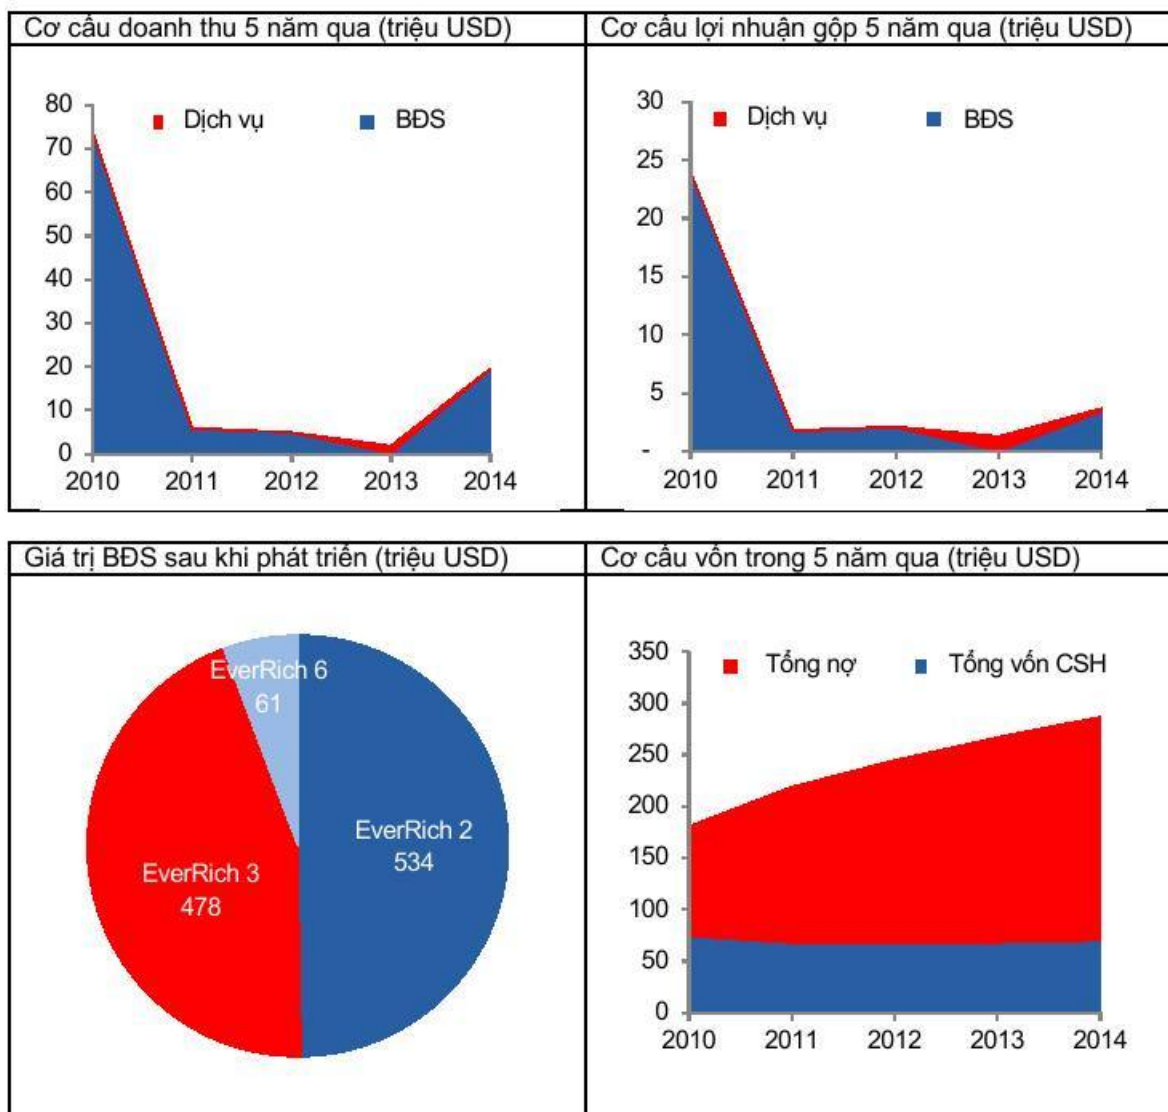 Cơ cấu doanh thu 5 năm qua (triệu USD)
80
70
60
50
40
30
20
10
0
Dịch vụ
BĐS
2010 2011 2012 2013 2014
Cơ cấu lợi nhuận gộp 5 năm qua (triệu USD)
30
25
20
15
10
5
-
Dịch vụ
BĐS
2010 2011 2012 2013 2014
Giá trị BĐS sau khi phát triển (triệu USD)
EverRich 6
61
EverRich 2
534
EverRich 3
478
Cơ cấu vốn trong 5 năm qua (triệu USD)
350
300
250
200
150
100
50
0
Tổng nợ
Tổng vốn CSH
2010 2011 2012 2013 2014